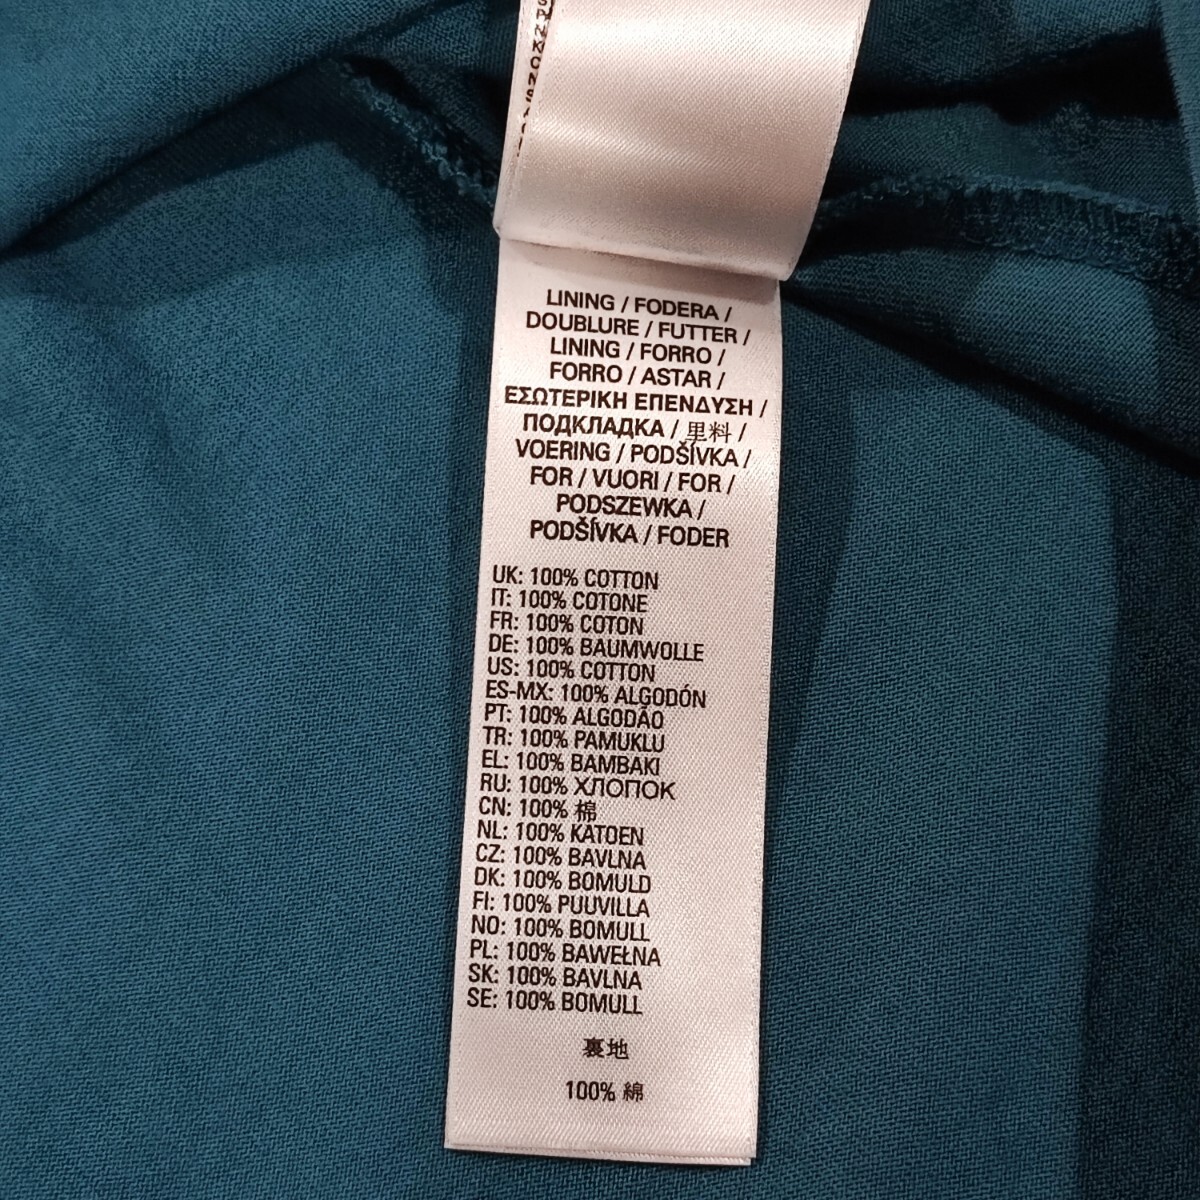 LINING / FODERA /
DOUBLURE / FUTTER /
LINING / FORRO /
FORRO / ASTAR /
ΕΣΩΤΕΡΙΚΗ ΕΠΕΝΔΥΣΗ /
ПОДКЛАДКА / 里料 /
VOERING / PODŠÍVKA /
FOR / VUORI / FOR /
PODSZEWKA /
PODŠÍVKA / FODER
UK: 100% COTTON
IT: 100% COTONE
FR: 100% COTON
DE: 100% BAUMWOLLE
US: 100% COTTON
ES-MX: 100% ALGODÓN
PT: 100% ALGODÃO
TR: 100% PAMUKLU
EL: 100% ΒΑΜΒΑΚΙ
RU: 100% ХЛОПОК
CN: 100% 棉
NL: 100% KATOEN
CZ: 100% BAVLNA
DK: 100% BOMULD
FI: 100% PUUVILLA
NO: 100% BOMULL
PL: 100% BAWEŁNA
SK: 100% BAVLNA
SE: 100% BOMULL
裏地
100% 綿